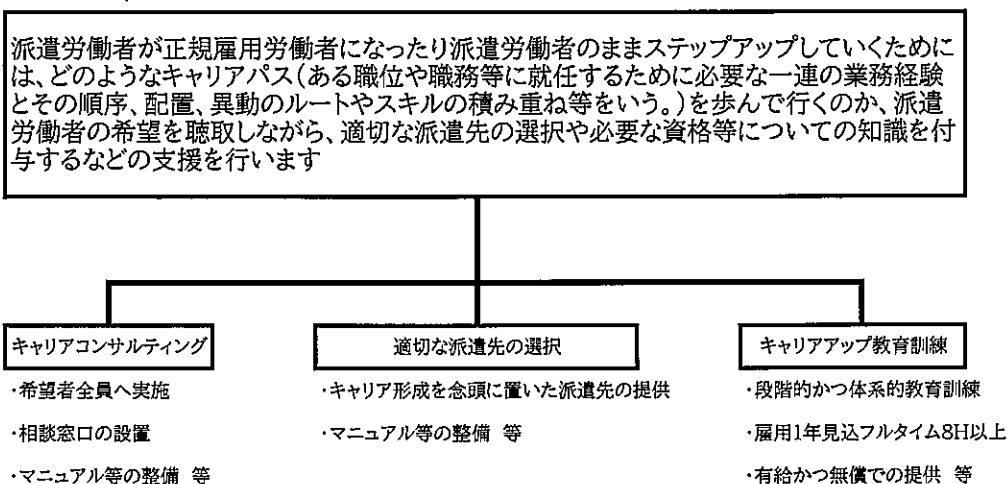 派遣労働者が正規雇用労働者になったり派遣労働者のままステップアップしていくために
は、どのようなキャリアパス(ある職位や職務等に就任するために必要な一連の業務経験
とその順序、配置、異動のルートやスキルの積み重ね等をいう。)を歩んで行くのか、派遣
労働者の希望を聴取しながら、適切な派遣先の選択や必要な資格等についての知識を付
与するなどの支援を行います
キャリアコンサルティング
・希望者全員へ実施
・相談窓口の設置
・マニュアル等の整備 等
適切な派遣先の選択
・キャリア形成を念頭に置いた派遣先の提供
・マニュアル等の整備 等
キャリアアップ教育訓練
・段階的かつ体系的教育訓練
・雇用1年見込フルタイム8H以上
・有給かつ無償での提供 等